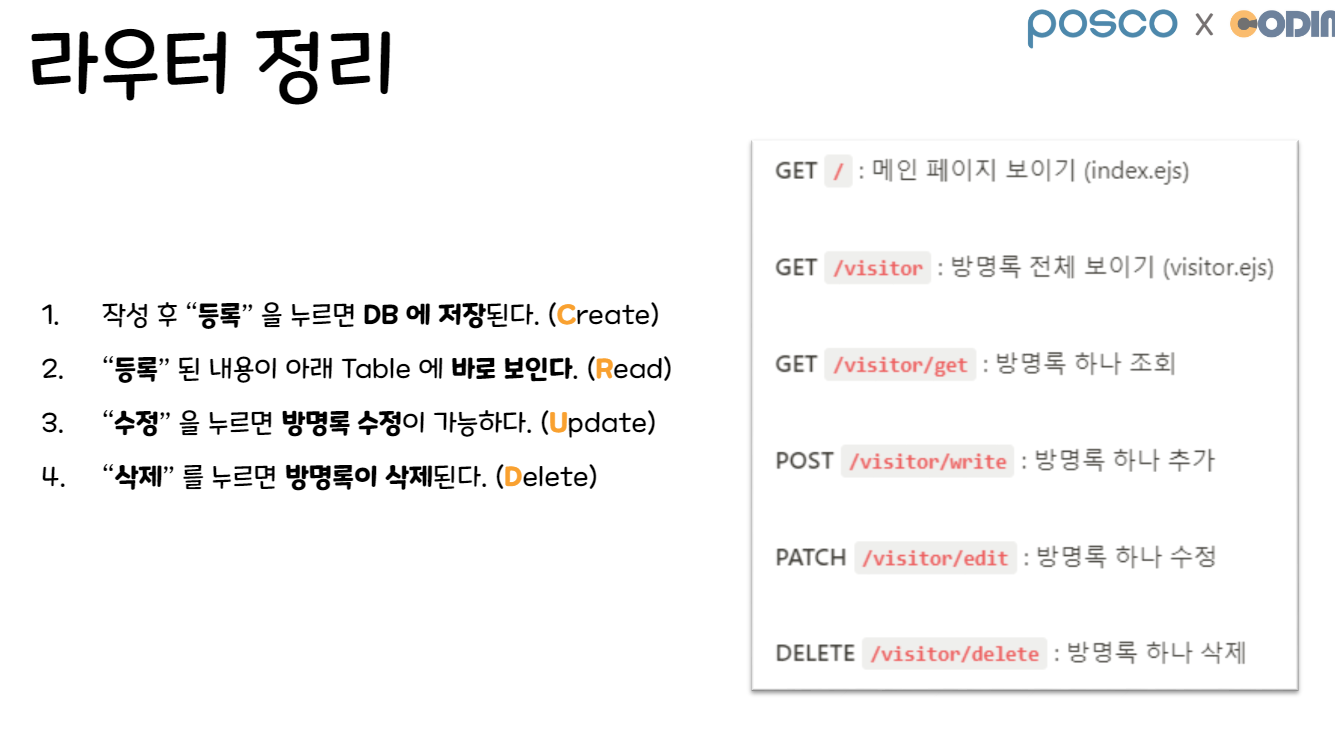 라우터 정리
posco x CODIN
1. 작성 후 “등록” 을 누르면 DB 에 저장된다. (Create)
2. “등록” 된 내용이 아래 Table 에 바로 보인다. (Read)
3. “수정” 을 누르면 방명록 수정이 가능하다. (Update)
4. “삭제” 를 누르면 방명록이 삭제된다. (Delete)
GET / : 메인 페이지 보이기 (index.ejs)
GET /visitor : 방명록 전체 보이기 (visitor.ejs)
GET /visitor/get : 방명록 하나 조회
POST /visitor/write : 방명록 하나 추가
PATCH /visitor/edit : 방명록 하나 수정
DELETE /visitor/delete : 방명록 하나 삭제